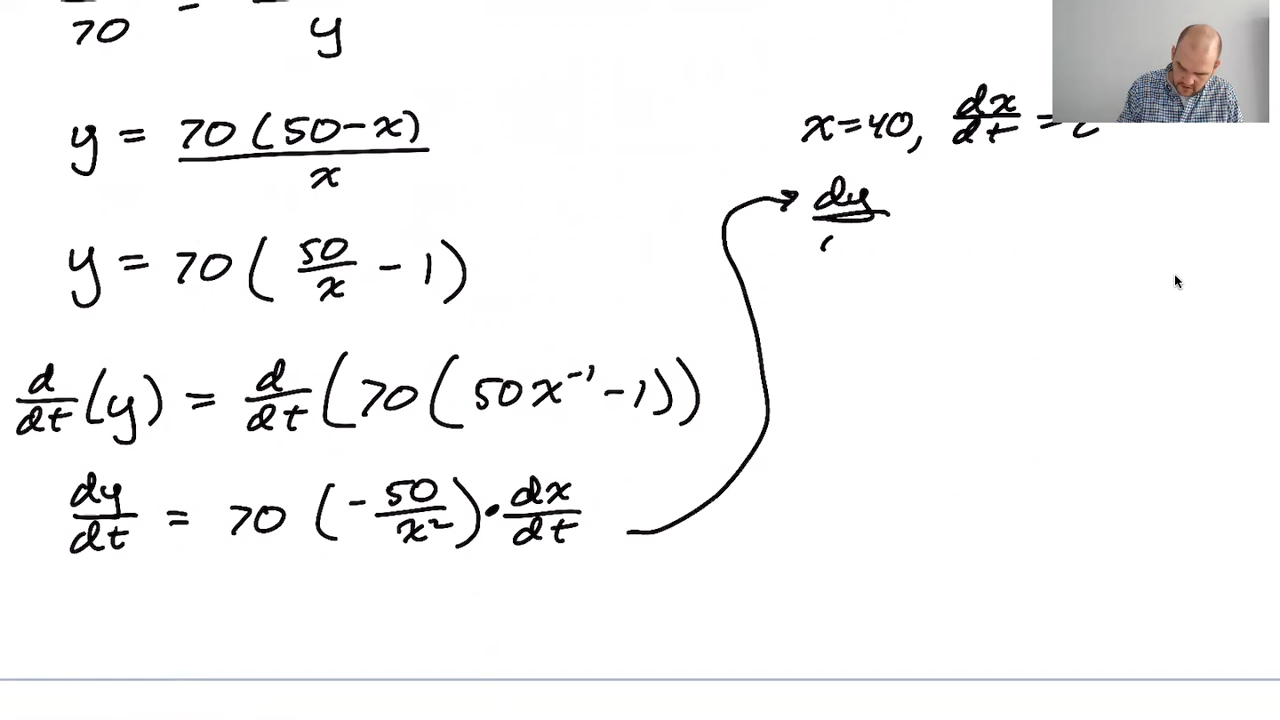 70 = y
y = 70(50-x)/x
y = 70(50/x - 1)
d/dt(y) = d/dt(70(50x⁻¹-1))
dy/dt = 70(-50/x²)·dx/dt
x=40, dx/dt =
dy